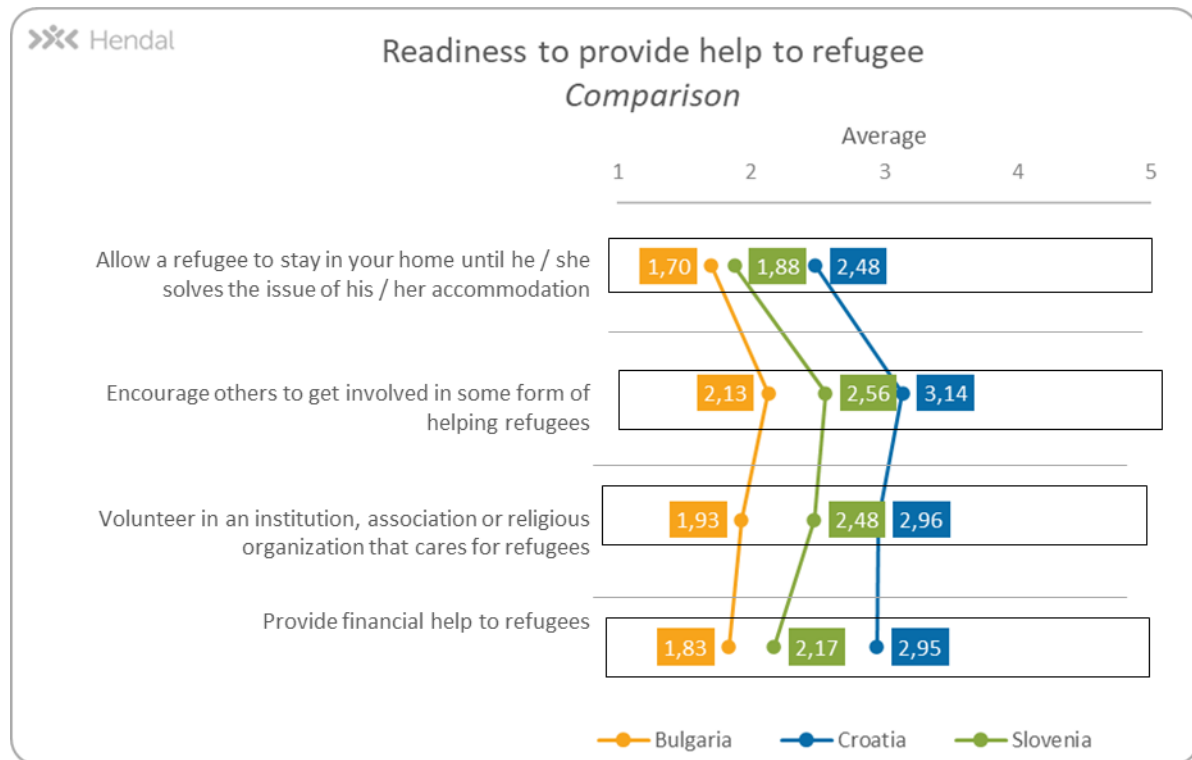 Hendal
Readiness to provide help to refugee
Comparison
Average
1 2 3 4 5
Allow a refugee to stay in your home until he / she
solves the issue of his / her accommodation
1,70 1,88 2,48
Encourage others to get involved in some form of
helping refugees
2,13 2,56 3,14
Volunteer in an institution, association or religious
organization that cares for refugees
1,93 2,48 2,96
Provide financial help to refugees
1,83 2,17 2,95
Bulgaria Croatia Slovenia